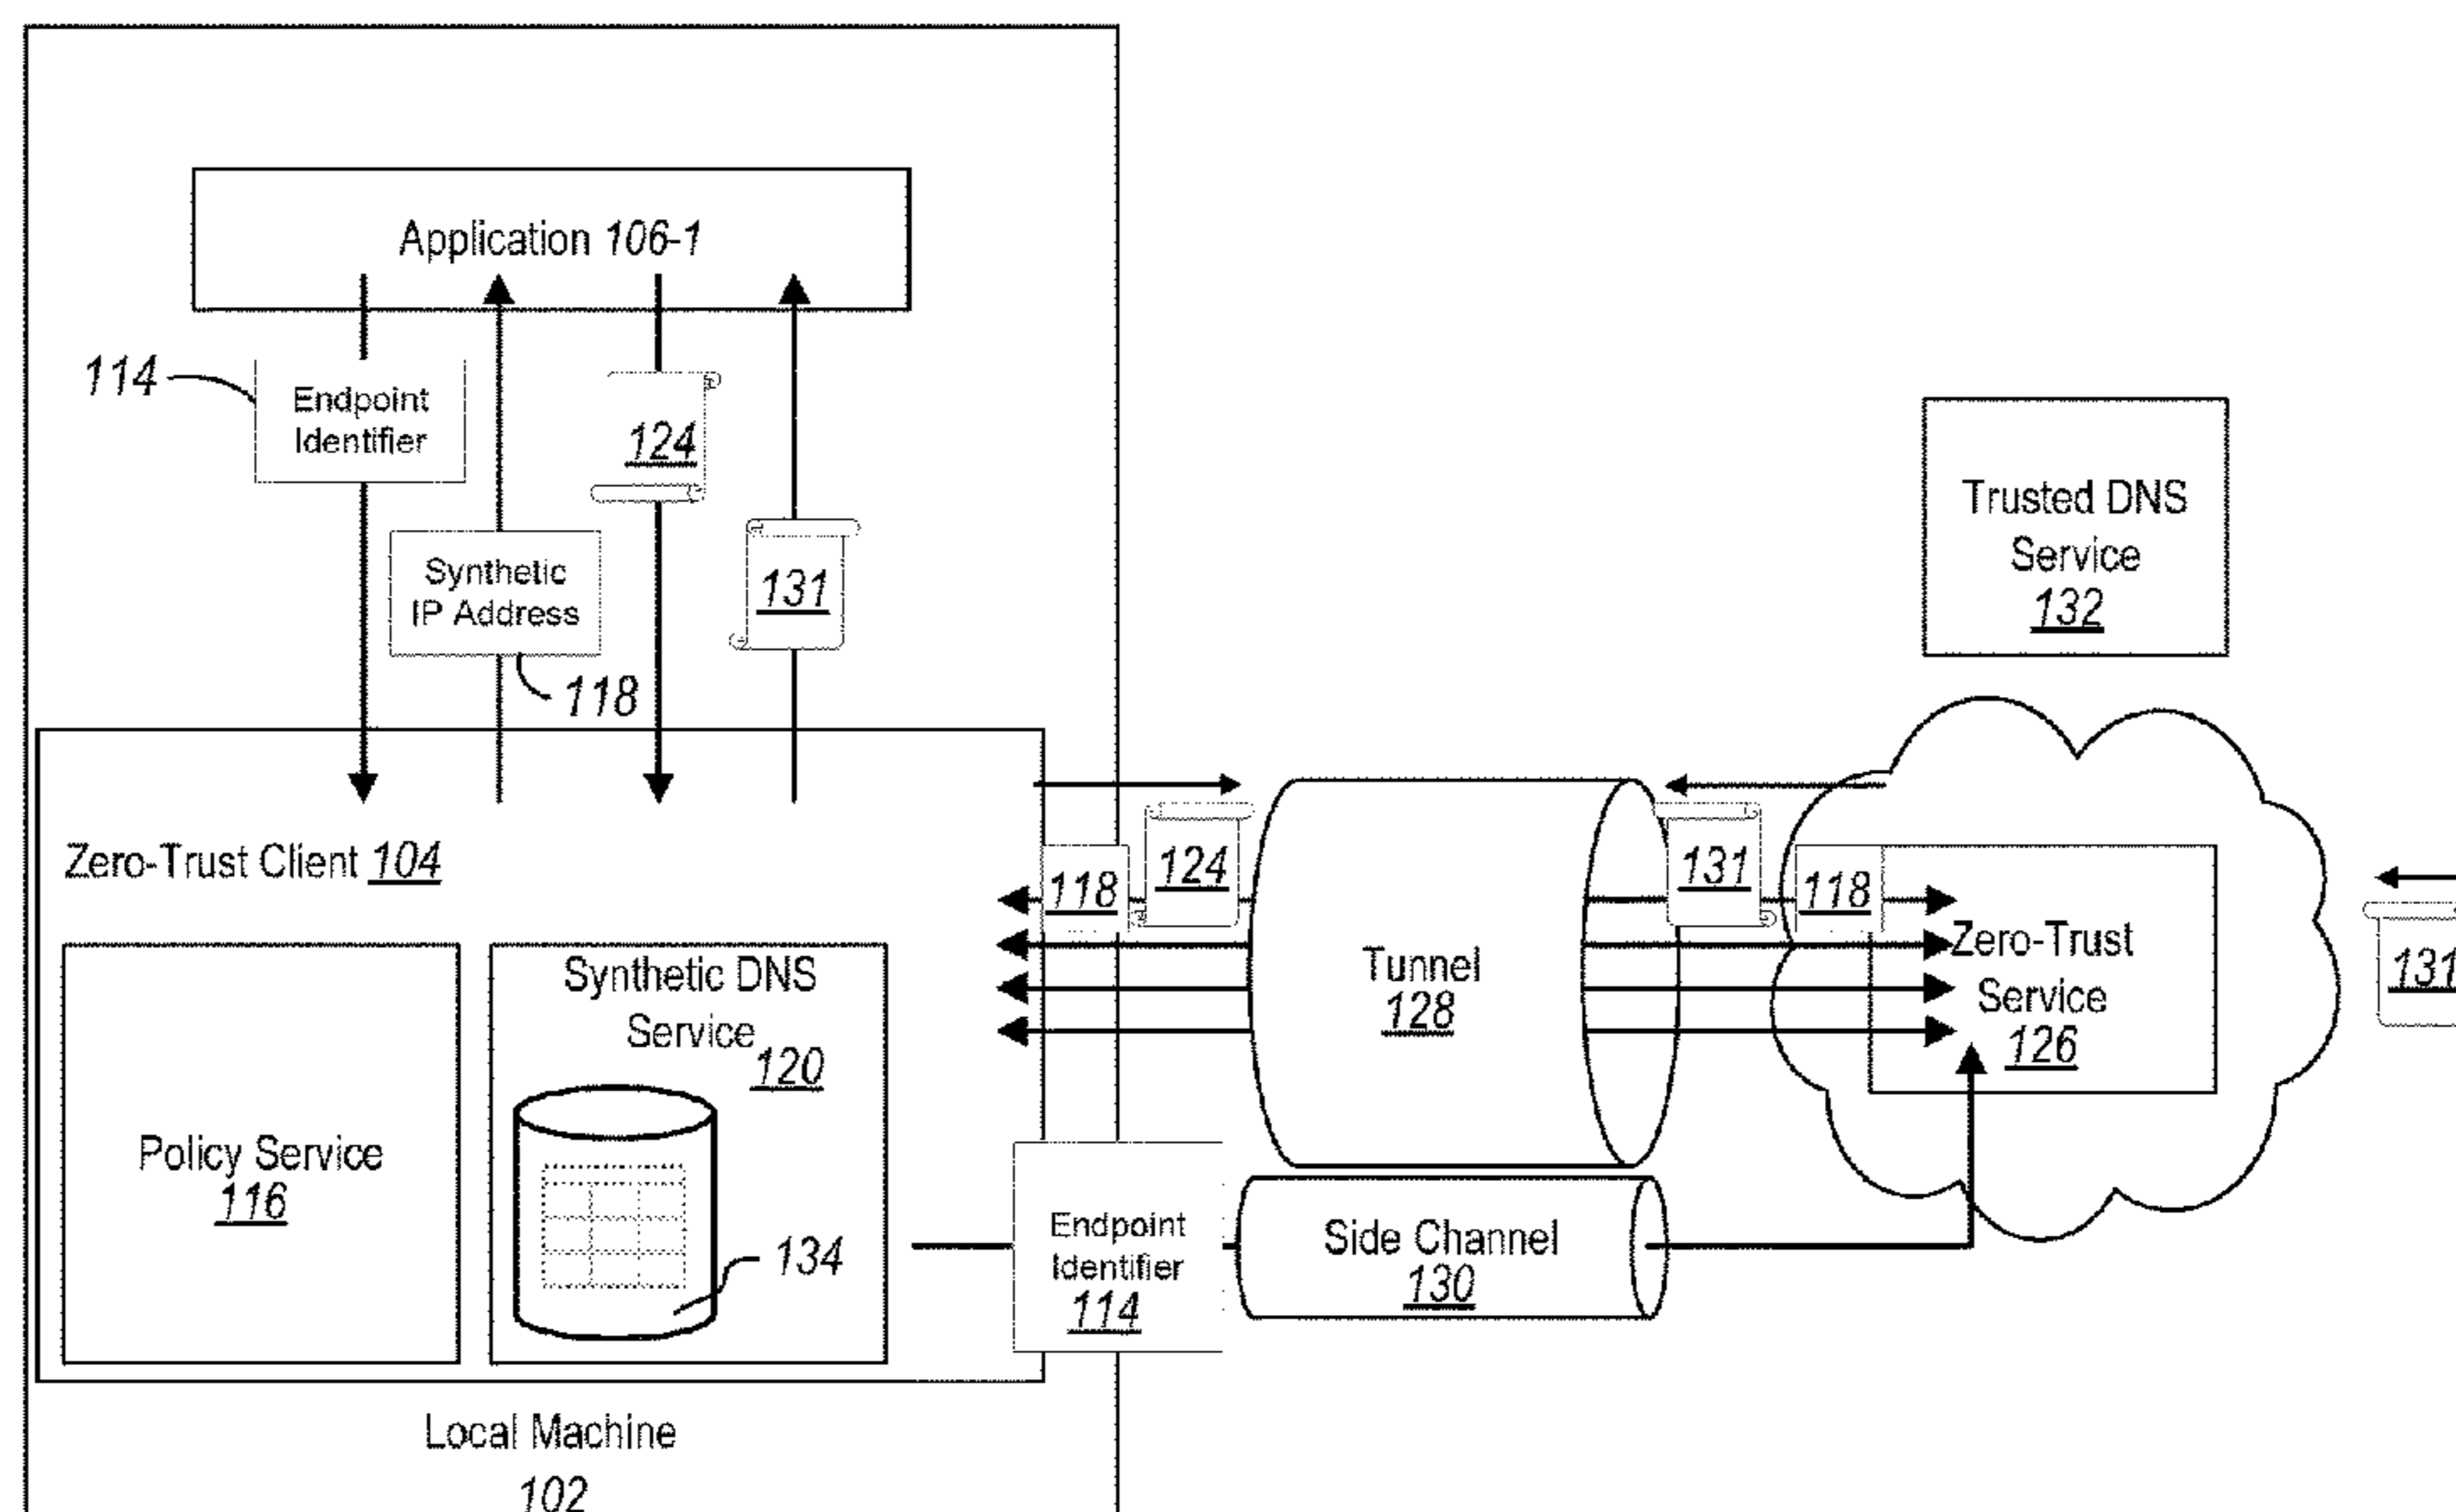 Application 106-1
114
Endpoint
Identifier
124
Synthetic
IP Address
118
131
Trusted DNS
Service
132
Zero-Trust Client 104
118
124
131
118
Tunnel
128
Zero-Trust
Service
126
131
Policy Service
116
Synthetic DNS
Service
120
134
Endpoint
Identifier
114
Side Channel
130
Local Machine
102